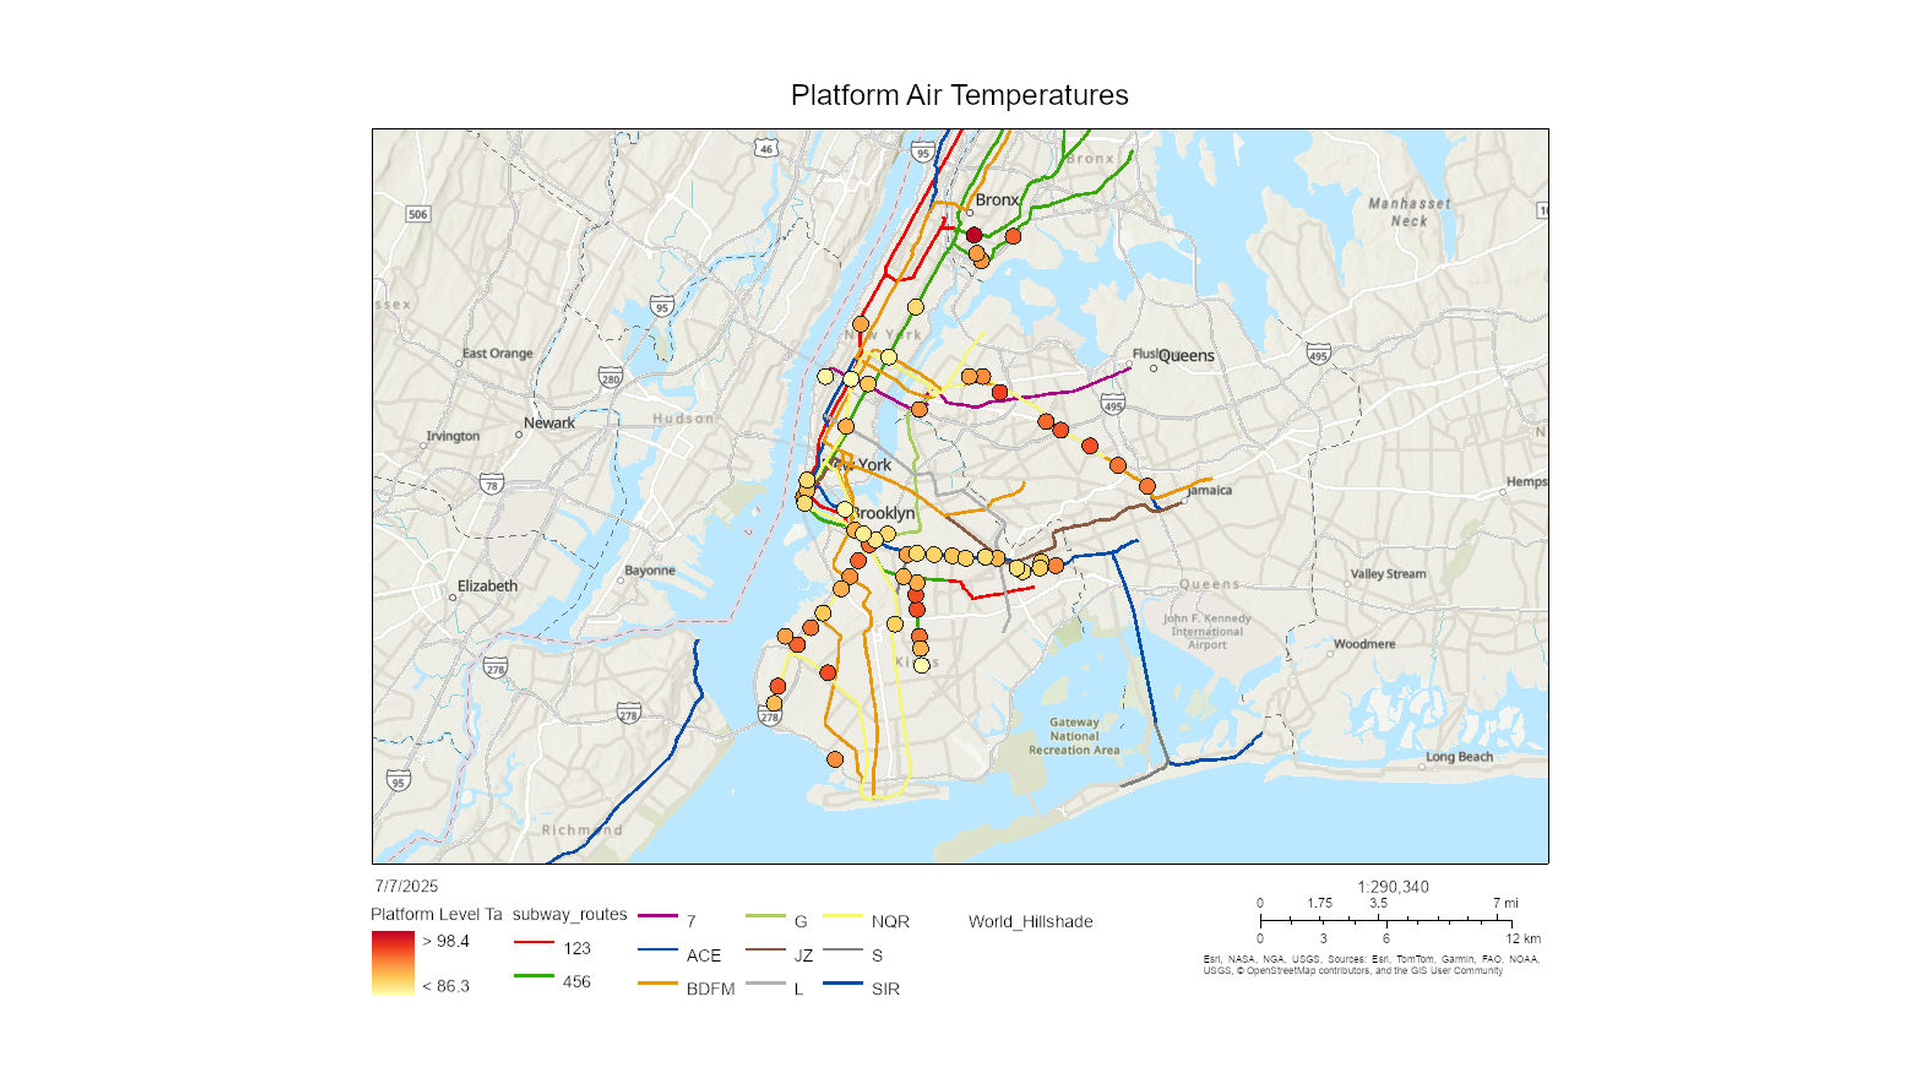 Platform Air Temperatures
46
95
Bronx
506
Bronx
Manhasset
Neck
ssex
95
New York
East Orange
Queens
495
280
495
Newark
Hudson
Irvington
N
New York
78
Jamaica
Hemps
Brooklyn
Bayonne
Elizabeth
Queens
Valley Stream
John F. Kennedy
International
Airport
Woodmere
278
Kings
278
278
Gateway
National
Recreation Area
Long Beach
95
Richmond
7/7/2025
1:290,340
Platform Level Ta
> 98.4
< 86.3
subway_routes
123
456
7
ACE
BDFM
G
JZ
L
NQR
S
SIR
World_Hillshade
0 1.75 3.5 7 mi
0 3 6 12 km
Esri, NASA, NGA, USGS, Sources: Esri, TomTom, Garmin, FAO, NOAA,
USGS, © OpenStreetMap contributors, and the GIS User Community